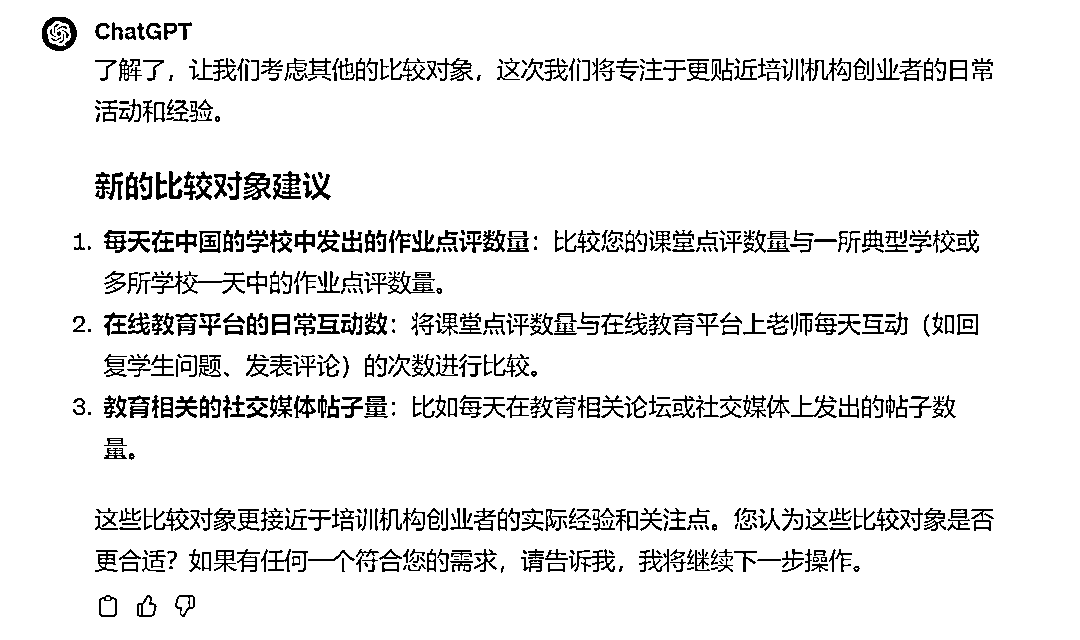 ChatGPT
了解了，让我们考虑其他的比较对象，这次我们将专注于更贴近培训机构创业者的日常
活动和经验。
新的比较对象建议
1. 每天在中国的学校中发出的作业点评数量：比较您的课堂点评数量与一所典型学校或
多所学校一天中的作业点评数量。
2. 在线教育平台的日常互动数：将课堂点评数量与在线教育平台上老师每天互动（如回
复学生问题、发表评论）的次数进行比较。
3. 教育相关的社交媒体帖子量：比如每天在教育相关论坛或社交媒体上发出的帖子数
量。
这些比较对象更接近于培训机构创业者的实际经验和关注点。您认为这些比较对象是否
更合适？如果有任何一个符合您的需求，请告诉我，我将继续下一步操作。